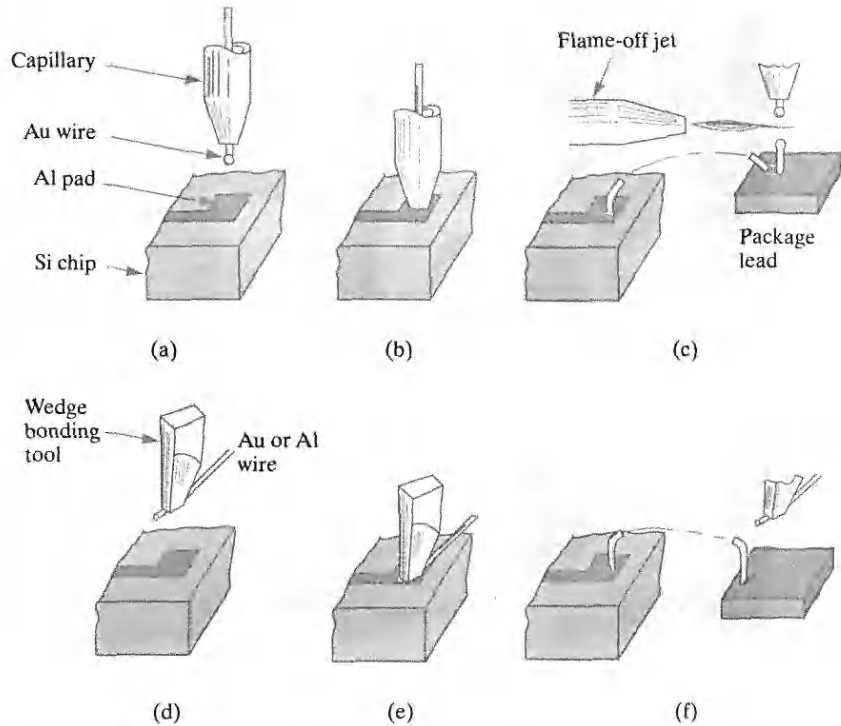 Capillary
Au wire
Al pad
Si chip
Flame-off jet
Package
lead
(a)
(b)
(c)
Wedge
bonding
tool
Au or Al
wire
(d)
(e)
(f)